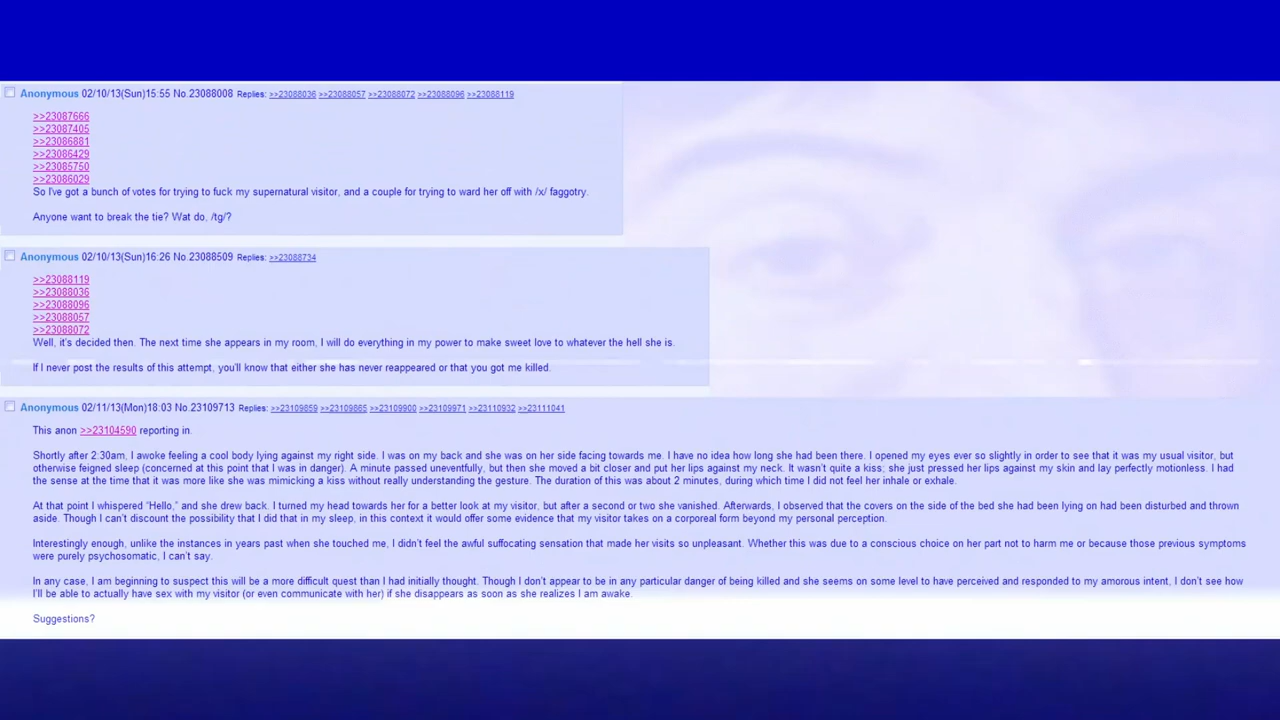 Anonymous 02/10/13(Sun)15:55 No 23088008 Replies: >>23088036 >>23088057 >>23088072 >>23088096 >>23088119
>>23087666
>>23087405
>>23086881
>>23086429
>>23085750
>>23086029
So I've got a bunch of votes for trying to fuck my supernatural visitor, and a couple for trying to ward her off with /x/ faggotry.
Anyone want to break the tie? Wat do, /tg/?
Anonymous 02/10/13(Sun)16:26 No 23088509 Replies: >>23088734
>>23088119
>>23088036
>>23088096
>>23088057
>>23088072
Well, it's decided then. The next time she appears in my room, I will do everything in my power to make sweet love to whatever the hell she is.
If I never post the results of this attempt, you'll know that either she has never reappeared or that you got me killed.
Anonymous 02/11/13(Mon)18:03 No.23109713 Replies: >>23109859 >>23109885 >>23109900 >>23109971 >>23110932 >>23111041
This anon >>23104590 reporting in.
Shortly after 2:30am, I awoke feeling a cool body lying against my right side. I was on my back and she was on her side facing towards me. I have no idea how long she had been there. I opened my eyes ever so slightly in order to see that it was my usual visitor, but
otherwise feigned sleep (concerned at this point that I was in danger). A minute passed uneventfully, but then she moved a bit closer and put her lips against my neck. It wasn't quite a kiss; she just pressed her lips against my skin and lay perfectly motionless. I had
the sense at the time that it was more like she was mimicking a kiss without really understanding the gesture. The duration of this was about 2 minutes, during which time I did not feel her inhale or exhale.
At that point I whispered "Hello," and she drew back. I turned my head towards her for a better look at my visitor, but after a second or two she vanished. Afterwards, I observed that the covers on the side of the bed she had been lying on had been disturbed and thrown
aside. Though I can't discount the possibility that I did that in my sleep, in this context it would offer some evidence that my visitor takes on a corporeal form beyond my personal perception.
Interestingly enough, unlike the instances in years past when she touched me, I didn't feel the awful suffocating sensation that made her visits so unpleasant. Whether this was due to a conscious choice on her part not to harm me or because those previous symptoms
were purely psychosomatic, I can't say.
In any case, I am beginning to suspect this will be a more difficult quest than I had initially thought. Though I don't appear to be in any particular danger of being killed and she seems on some level to have perceived and responded to my amorous intent, I don't see how
I'll be able to actually have sex with my visitor (or even communicate with her) if she disappears as soon as she realizes I am awake.
Suggestions?